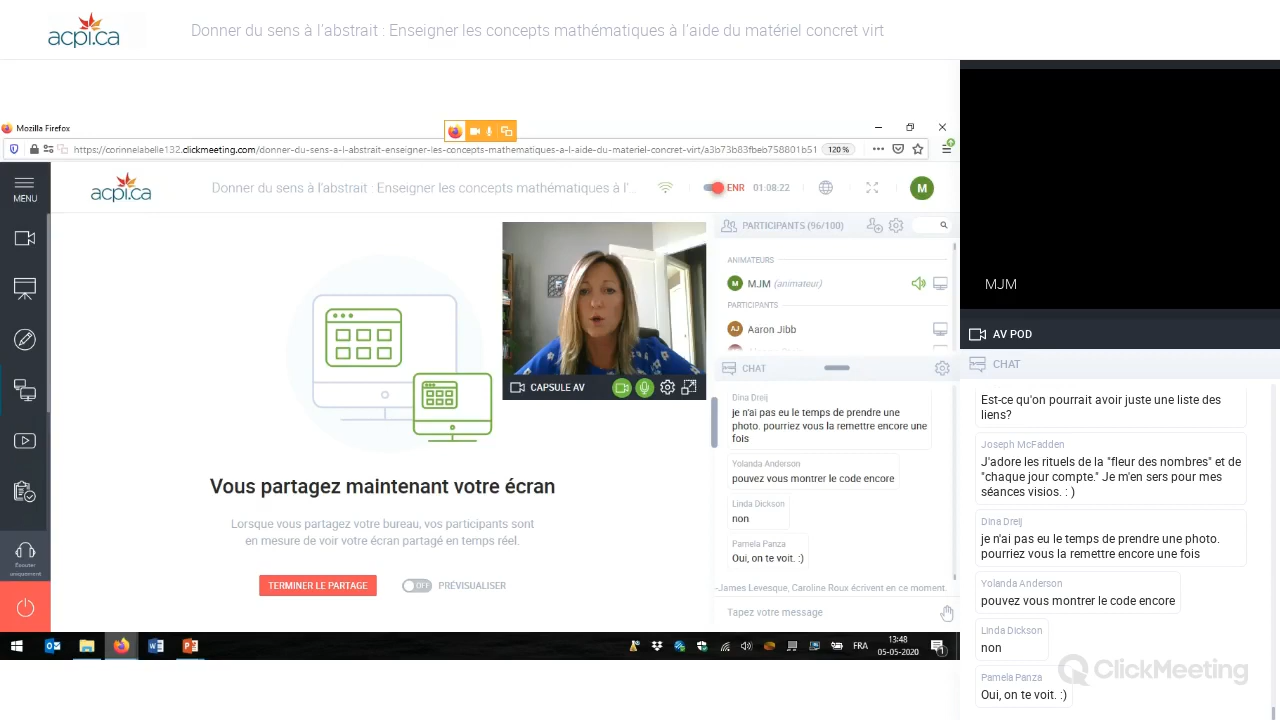 acpi.ca
Donner du sens à l'abstrait : Enseigner les concepts mathématiques à l'aide du matériel concret virt
Mozilla Firefox
https://corinnelabelle132.clickmeeting.com/donner-du-sens-a-l-abstrait-enseigner-les-concepts-mathematiques-a-l-aide-du-materiel-concret-virt/a3b73b83fbeb758801b51
120 %
MENU
acpi.ca
Donner du sens à l'abstrait : Enseigner les concepts mathématiques à l'...
ENR
01:08:22
M
CAPSULE AV
Vous partagez maintenant votre écran
Lorsque vous partagez votre bureau, vos participants sont
en mesure de voir votre écran partagé en temps réel.
TERMINER LE PARTAGE
OFF
PRÉVISUALISER
Écouter
uniquement
PARTICIPANTS (96/100)
ANIMATEURS
M
MJM (animateur)
PARTICIPANTS
AJ
Aaron Jibb
CHAT
Dina Dreij
je n'ai pas eu le temps de prendre une
photo. pourriez vous la remettre encore une
fois
Yolanda Anderson
pouvez vous montrer le code encore
Linda Dickson
non
Pamela Panza
Oui, on te voit. :)
James Levesque, Caroline Roux écrivent en ce moment.
Tapez votre message
FRA
13:48
05-05-2020
1
MJM
AV POD
CHAT
Est-ce qu'on pourrait avoir juste une liste des
liens?
Joseph McFadden
J'adore les rituels de la "fleur des nombres" et de
"chaque jour compte." Je m'en sers pour mes
séances visios. : )
Dina Dreij
je n'ai pas eu le temps de prendre une photo.
pourriez vous la remettre encore une fois
Yolanda Anderson
pouvez vous montrer le code encore
Linda Dickson
non
Pamela Panza
Oui, on te voit. :)
ClickMeeting